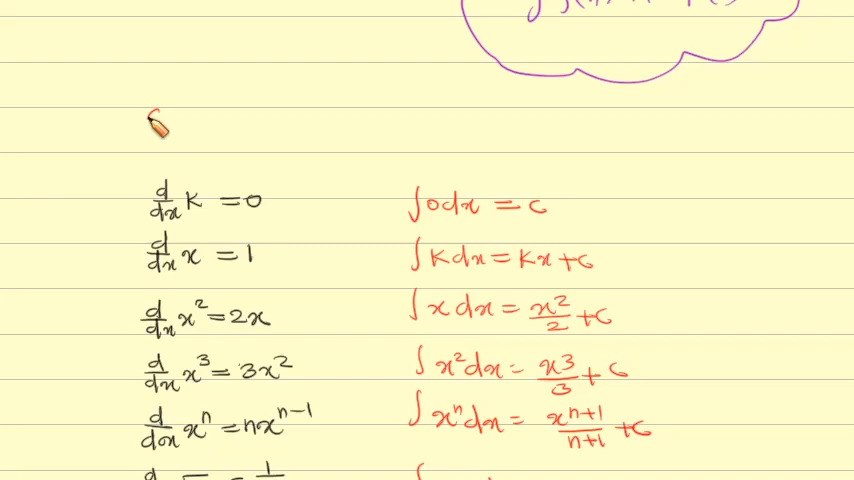 d/dx K = 0 ∫0dx = C
d/dx x = 1 ∫Kdx = Kx + C
d/dx x² = 2x ∫x dx = x²/2 + C
d/dx x³ = 3x² ∫x²dx = x³/3 + C
d/dx xⁿ = nxⁿ⁻¹ ∫xⁿdx = xⁿ⁺¹/n+1 + C